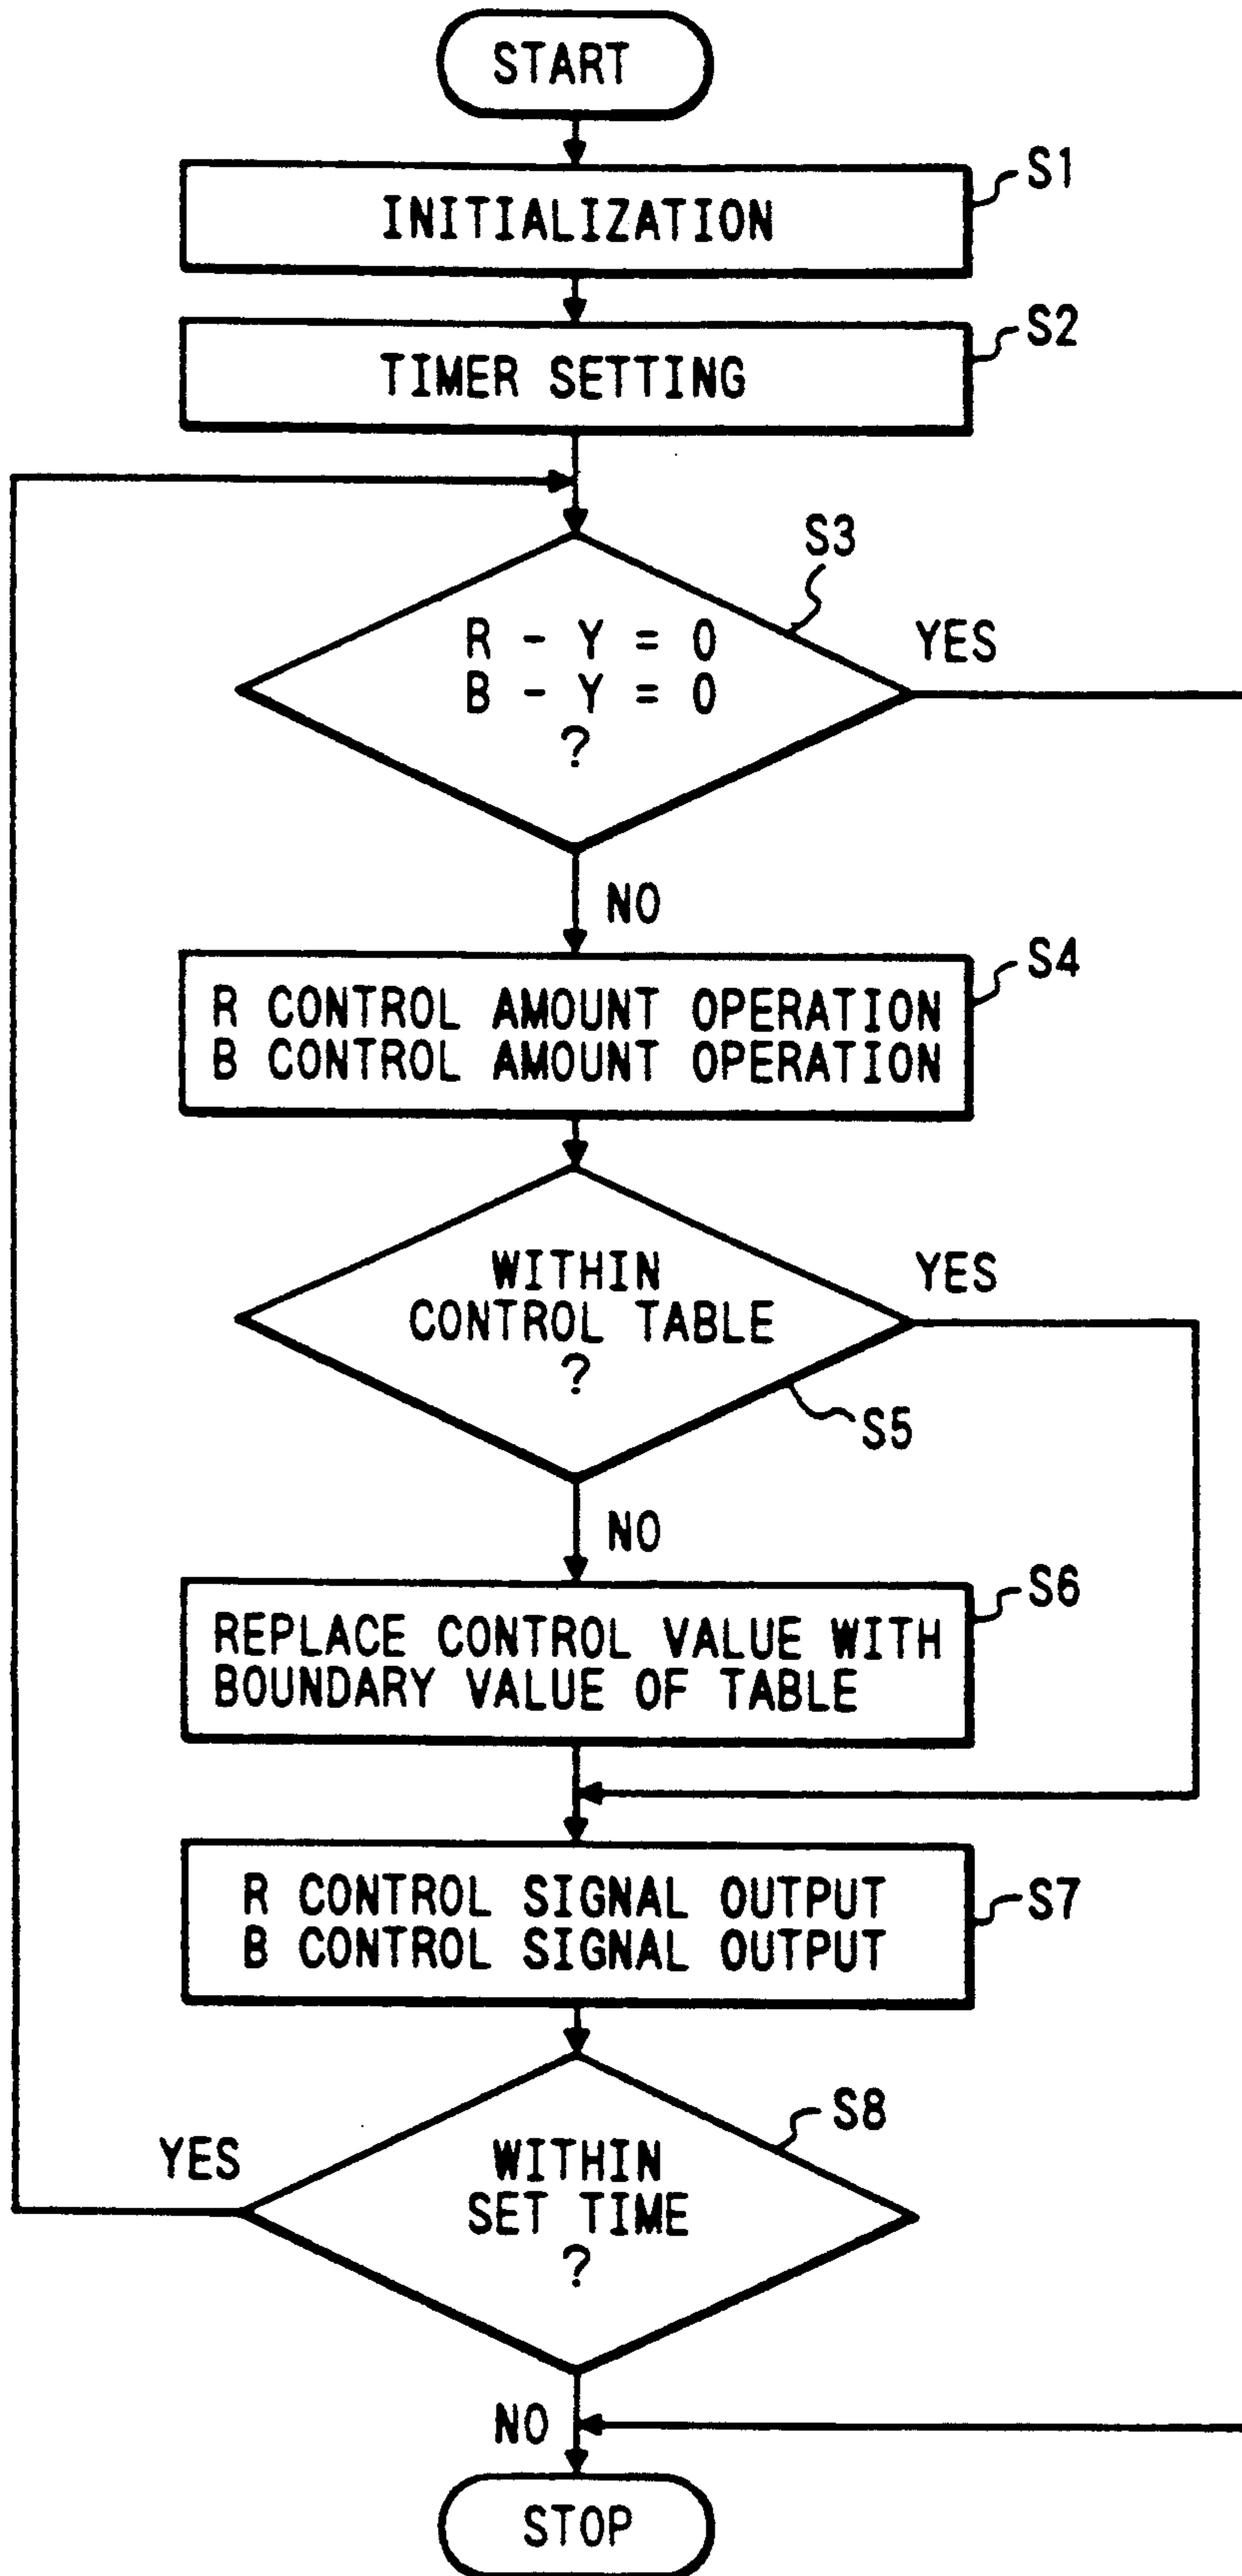 START
S1
INITIALIZATION
S2
TIMER SETTING
S3
R - Y = 0
B - Y = 0
?
YES
NO
S4
R CONTROL AMOUNT OPERATION
B CONTROL AMOUNT OPERATION
WITHIN
CONTROL TABLE
?
YES
S5
NO
S6
REPLACE CONTROL VALUE WITH
BOUNDARY VALUE OF TABLE
S7
R CONTROL SIGNAL OUTPUT
B CONTROL SIGNAL OUTPUT
S8
YES
WITHIN
SET TIME
?
NO
STOP